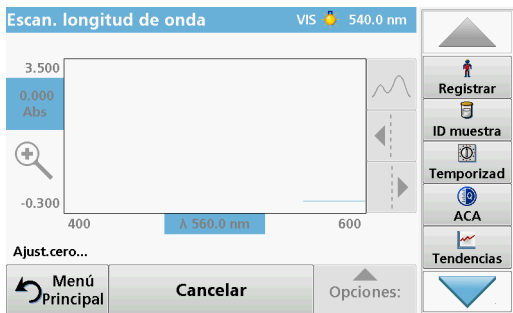 Escan. longitud de onda VIS 540.0 nm
3.500
0.000
Abs
-0.300
400 λ 560.0 nm 600
Ajust.cero...
Menú
Principal
Cancelar
Opciones:
Registrar
ID muestra
Temporizad
ACA
Tendencias